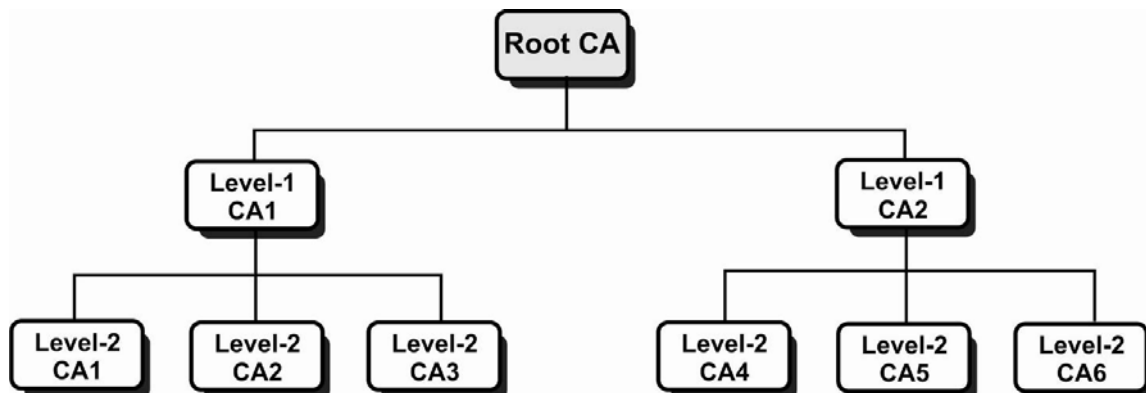 Root CA
Level-1
CA1
Level-1
CA2
Level-2
CA1
Level-2
CA2
Level-2
CA3
Level-2
CA4
Level-2
CA5
Level-2
CA6